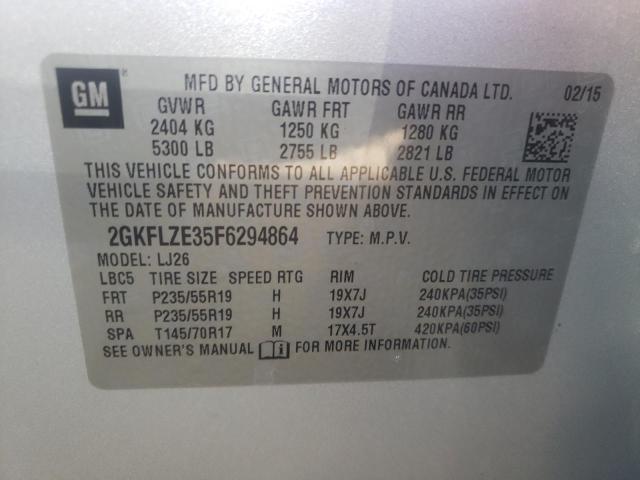 GM ® MFD BY GENERAL MOTORS OF CANADA LTD. 02/15
GVWR GAWR FRT GAWR RR
2404 KG 1250 KG 1280 KG
5300 LB 2755 LB 2821 LB
THIS VEHICLE CONFORMS TO ALL APPLICABLE U.S. FEDERAL MOTOR
VEHICLE SAFETY AND THEFT PREVENTION STANDARDS IN EFFECT ON
THE DATE OF MANUFACTURE SHOWN ABOVE.
2GKFLZE35F6294864 TYPE: M.P.V.
MODEL: LJ26
LBC5 TIRE SIZE SPEED RTG RIM COLD TIRE PRESSURE
FRT P235/55R19 H 19X7J 240KPA(35PSI)
RR P235/55R19 H 19X7J 240KPA(35PSI)
SPA T145/70R17 M 17X4.5T 420KPA(60PSI)
SEE OWNER'S MANUAL i FOR MORE INFORMATION.